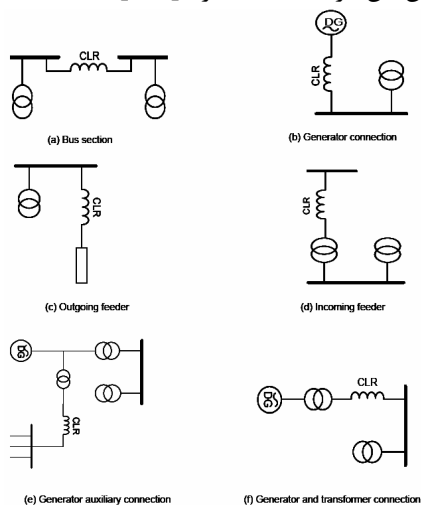 CLR
(a) Bus section
DG
CLR
(b) Generator connection
CLR
(c) Outgoing feeder
CLR
(d) Incoming feeder
DG
CLR
(e) Generator auxiliary connection
DG
CLR
(f) Generator and transformer connection